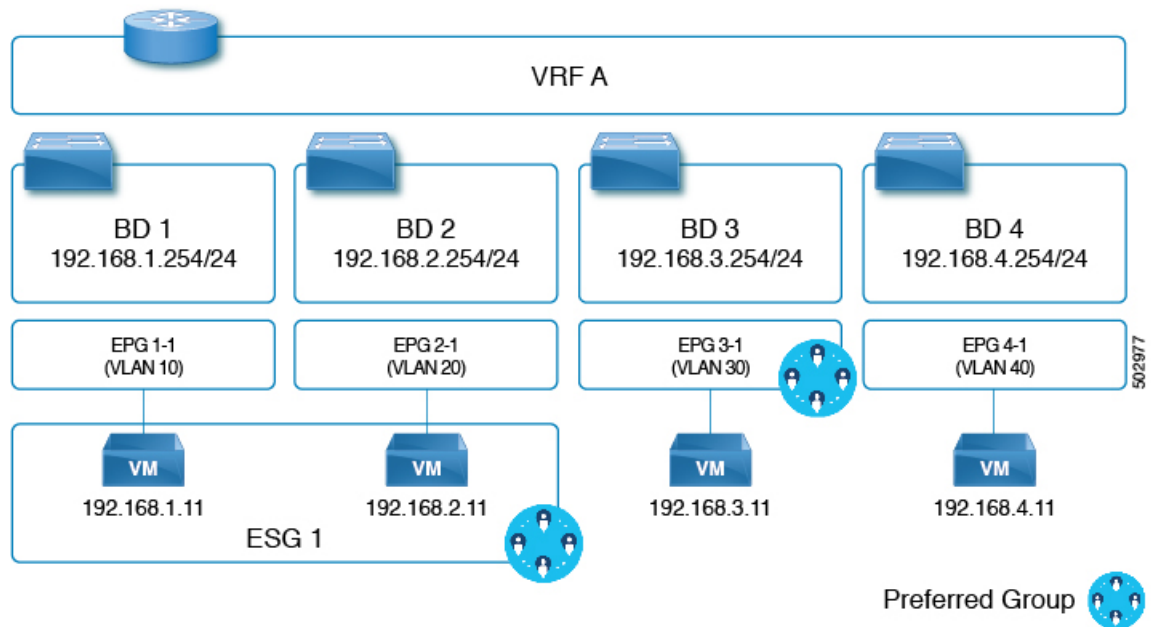 VRF A
BD 1
192.168.1.254/24
BD 2
192.168.2.254/24
BD 3
192.168.3.254/24
BD 4
192.168.4.254/24
EPG 1-1
(VLAN 10)
EPG 2-1
(VLAN 20)
EPG 3-1
(VLAN 30)
EPG 4-1
(VLAN 40)
502977
VM
192.168.1.11
VM
192.168.2.11
VM
192.168.3.11
VM
192.168.4.11
ESG 1
Preferred Group